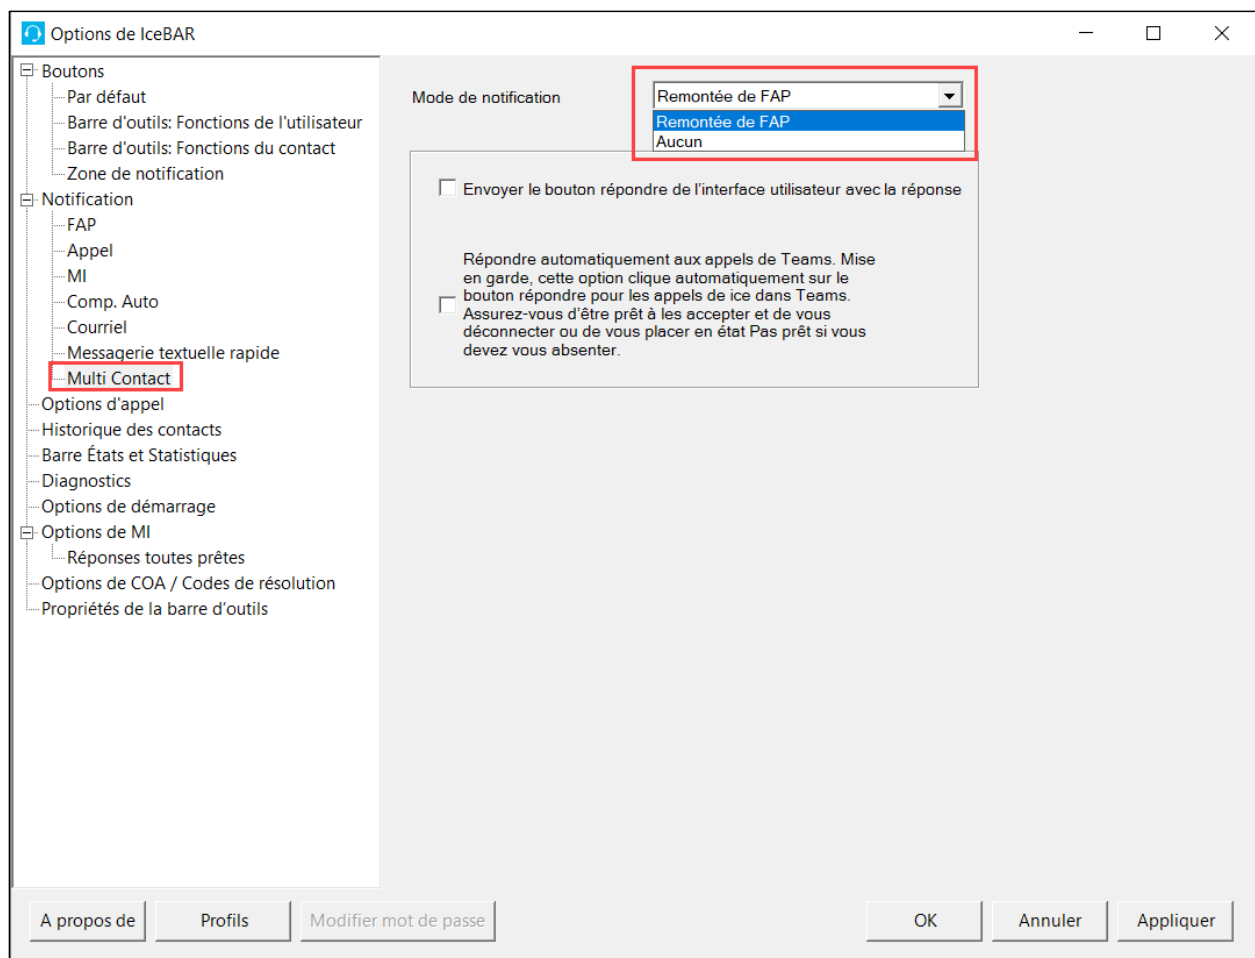 Options de IceBAR
Boutons
Par défaut
Barre d'outils: Fonctions de l'utilisateur
Barre d'outils: Fonctions du contact
Zone de notification
Notification
FAP
Appel
MI
Comp. Auto
Courriel
Messagerie textuelle rapide
Multi Contact
Options d'appel
Historique des contacts
Barre États et Statistiques
Diagnostics
Options de démarrage
Options de MI
Réponses toutes prêtes
Options de COA / Codes de résolution
Propriétés de la barre d'outils
Mode de notification
Remontée de FAP
Remontée de FAP
Aucun
Envoyer le bouton répondre de l'interface utilisateur avec la réponse
Répondre automatiquement aux appels de Teams. Mise
en garde, cette option clique automatiquement sur le
bouton répondre pour les appels de ice dans Teams.
Assurez-vous d'être prêt à les accepter et de vous
déconnecter ou de vous placer en état Pas prêt si vous
devez vous absenter.
A propos de
Profils
Modifier mot de passe
OK
Annuler
Appliquer